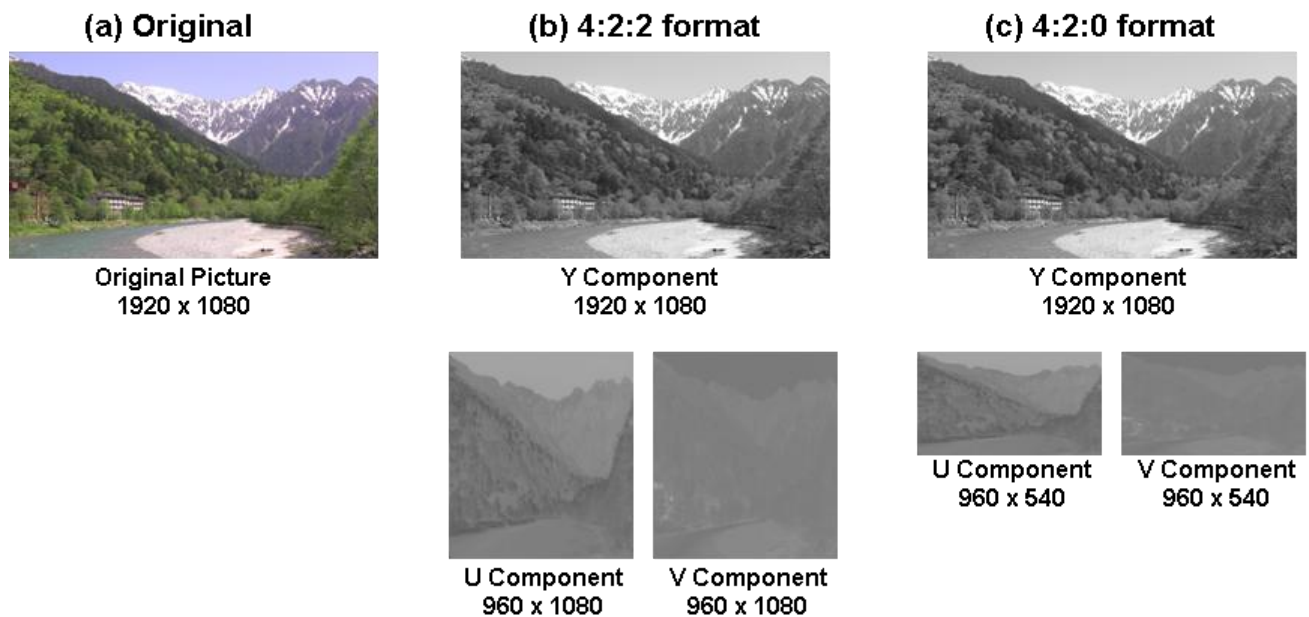 (a) Original
(b) 4:2:2 format
(c) 4:2:0 format
Original Picture
1920 x 1080
Y Component
1920 x 1080
Y Component
1920 x 1080
U Component
960 x 1080
V Component
960 x 1080
U Component
960 x 540
V Component
960 x 540